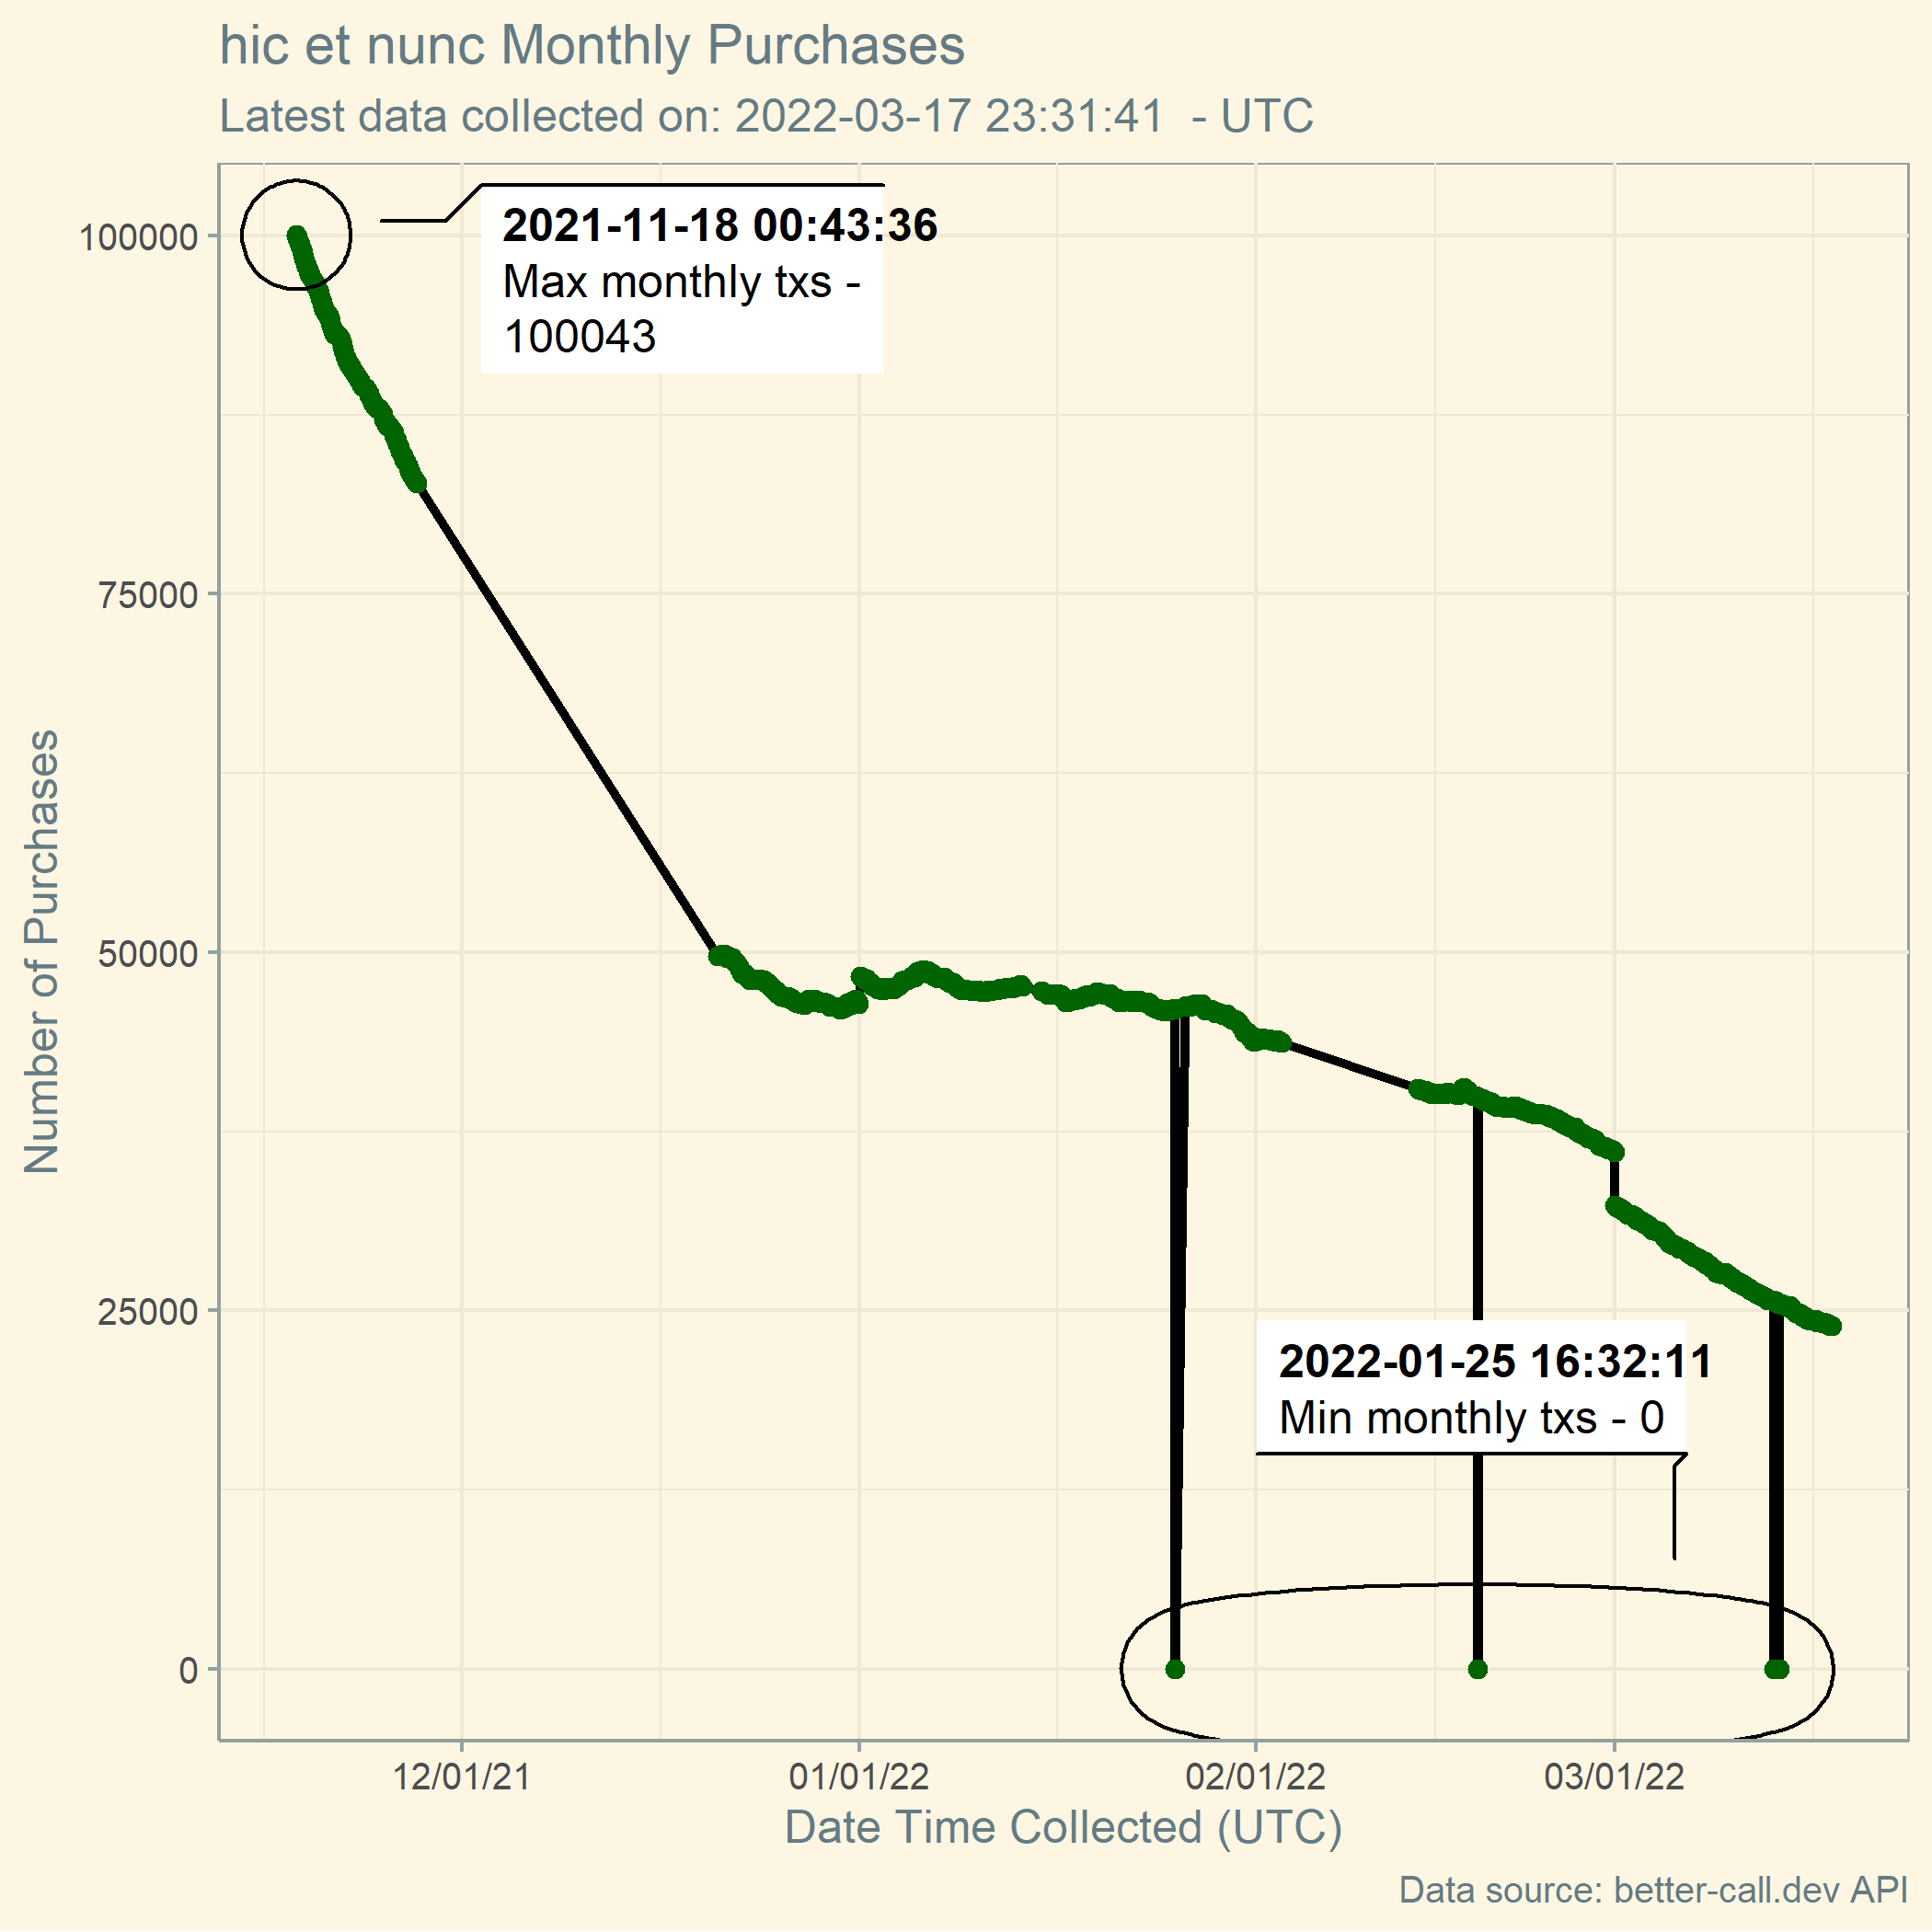 hic et nunc Monthly Purchases
Latest data collected on: 2022-03-17 23:31:41  - UTC
2021-11-18 00:43:36
Max monthly txs -
100043
100000
75000
50000
25000
0
Number of Purchases
2022-01-25 16:32:11
Min monthly txs - 0
12/01/21
01/01/22
02/01/22
03/01/22
Date Time Collected (UTC)
Data source: better-call.dev API